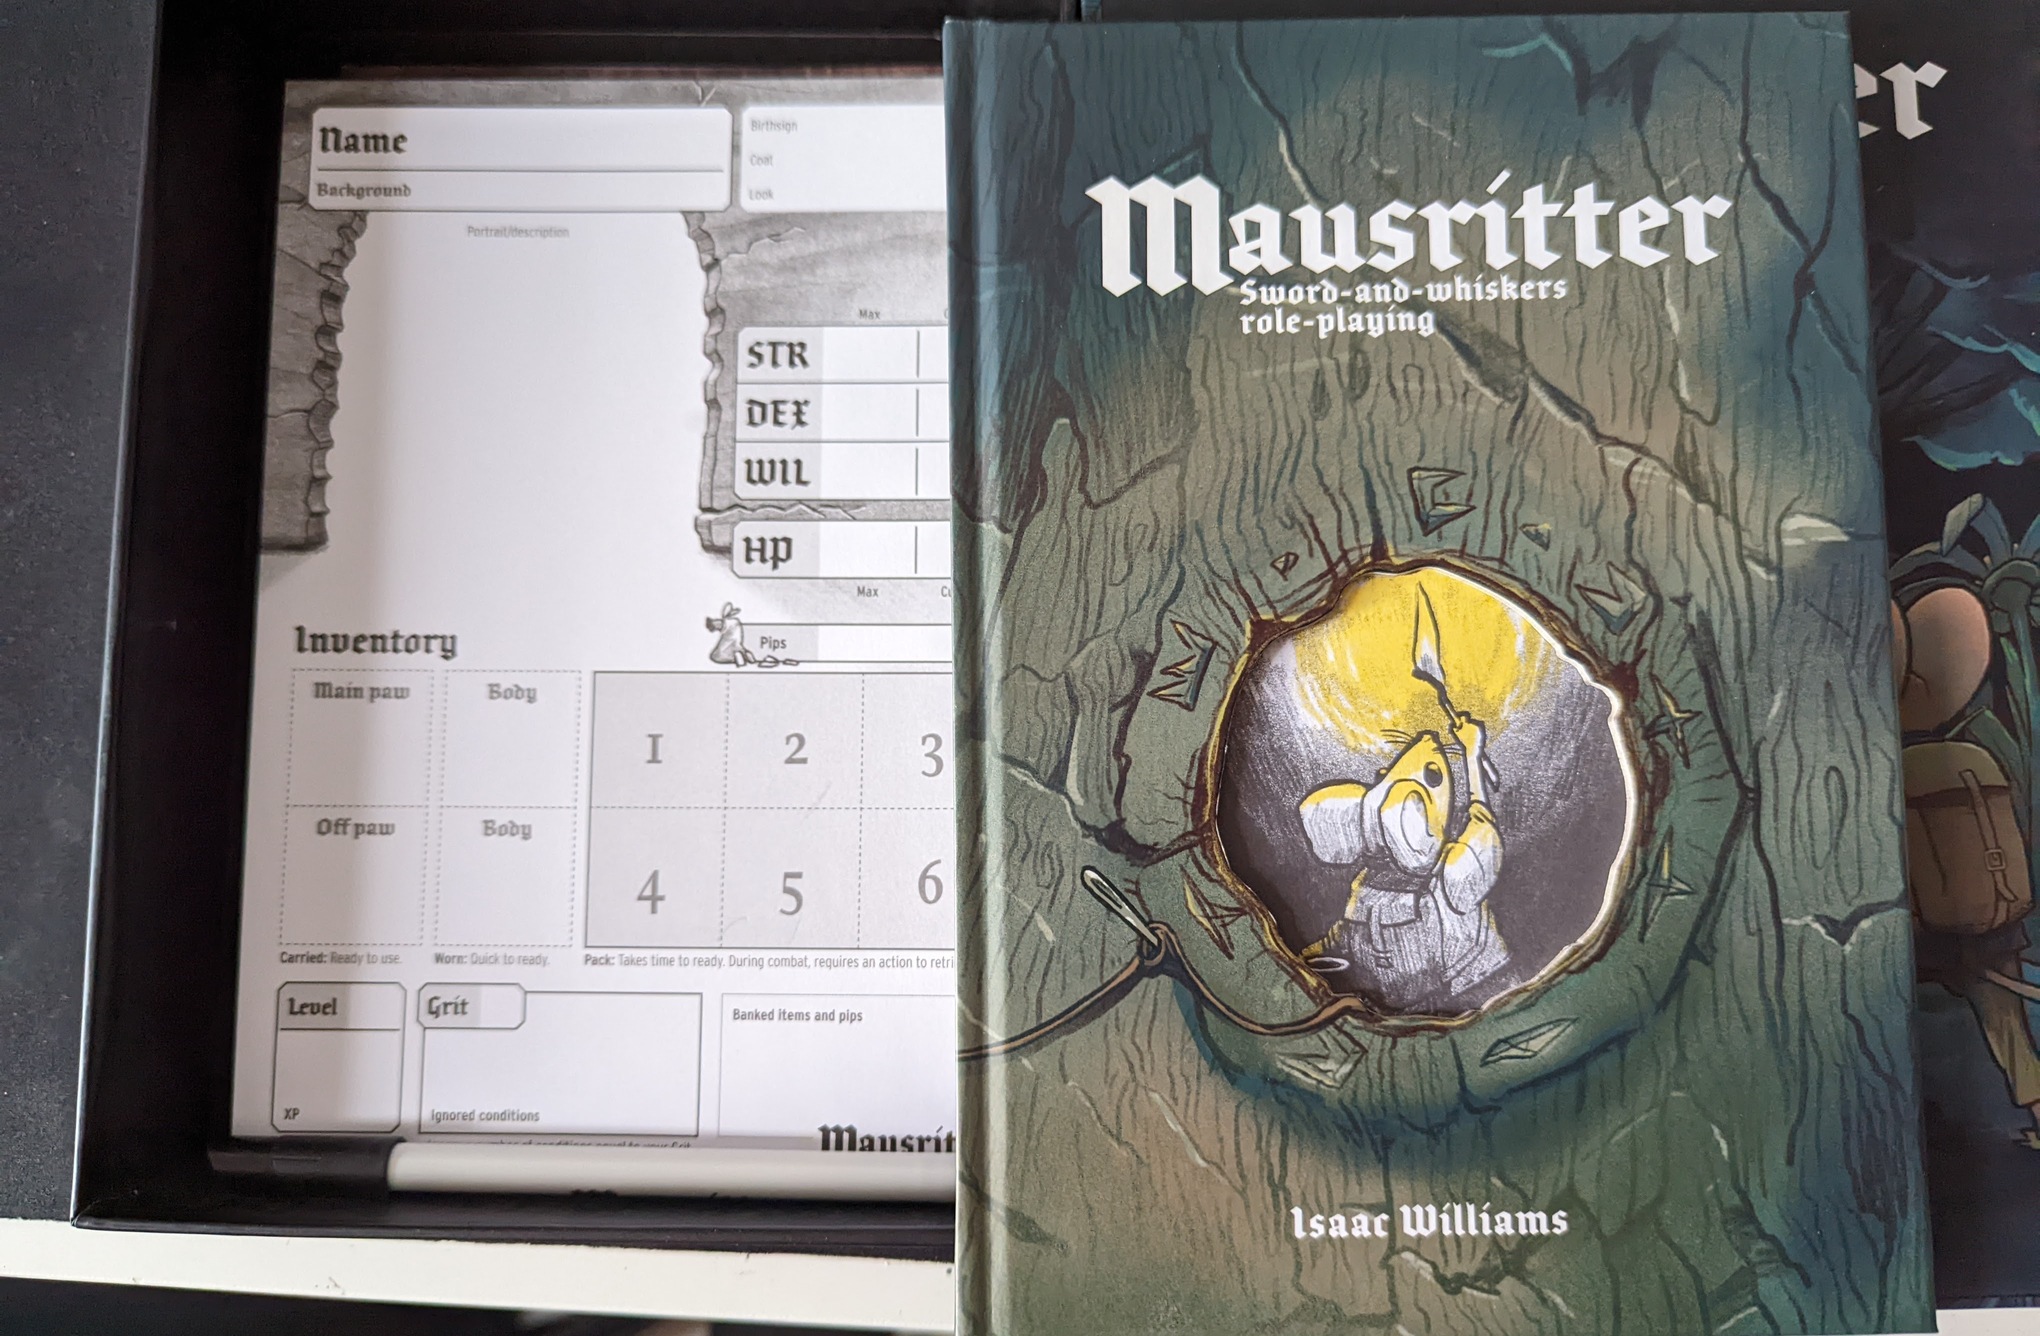 Name
Background
Birthsign
Coat
Look
Portrait/description
Max
STR
DEX
WIL
HP
Max
Pips
Inventory
Main paw
Body
Off paw
Body
1 2 3
4 5 6
Carried: Ready to use.
Worn: Quick to ready.
Pack: Takes time to ready. During combat, requires an action to retri
Level
XP
Grit
Ignored conditions
Banked items and pips
Mausrit
Mausritter
Sword-and-whiskers
role-playing
Isaac Williams
er